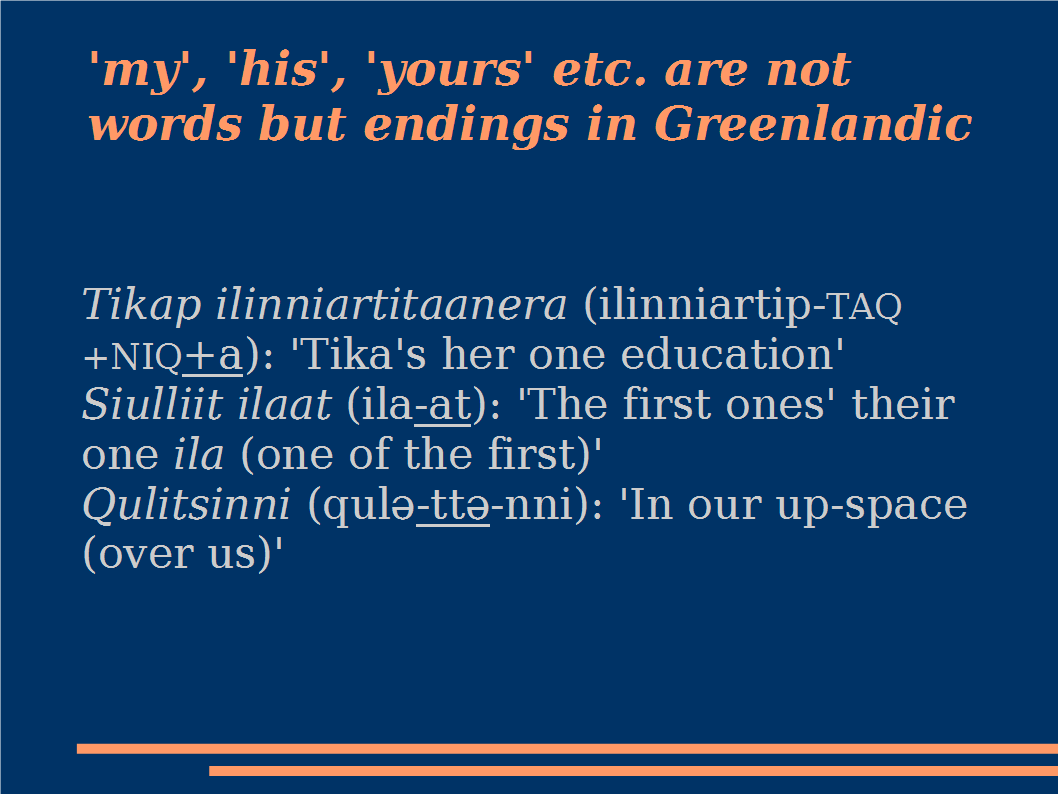 'my', 'his', 'yours' etc. are not
words but endings in Greenlandic
Tikap ilinniartitaanera (ilinniartip-TAQ
+NIQ+a): 'Tika's her one education'
Siulliit ilaat (ila-at): 'The first ones' their
one ila (one of the first)'
Qulitsinni (qulə-ttə-nni): 'In our up-space
(over us)'